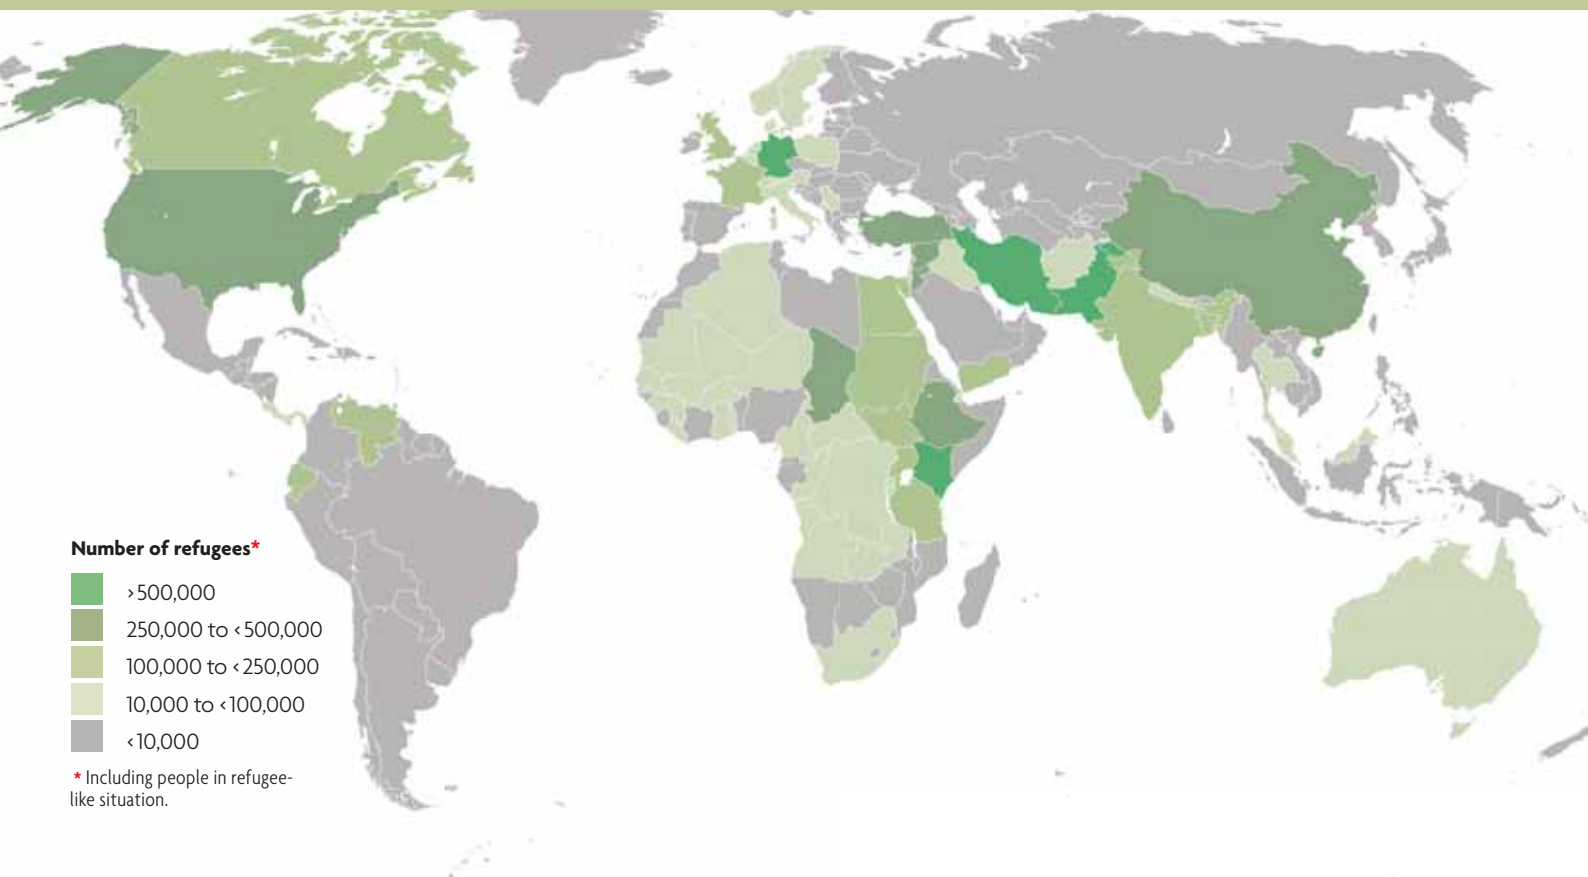 Number of refugees*
›500,000
250,000 to ‹500,000
100,000 to ‹250,000
10,000 to ‹100,000
‹10,000
* Including people in refugee-
like situation.